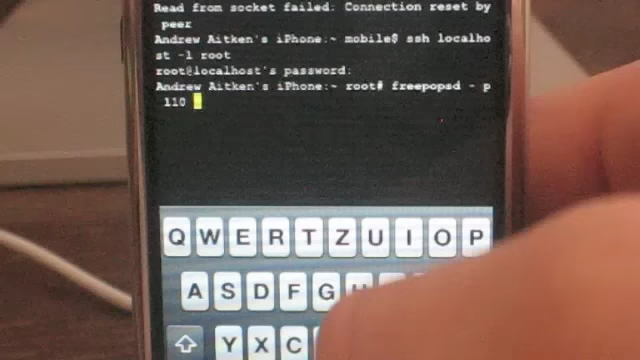 Read from socket failed: Connection reset by
peer
Andrew Aitken's iPhone:~ mobile$ ssh localho
st -l root
root@localhost's password:
Andrew Aitken's iPhone:~ root# freepopsd - p
110
Q W E R T Z U I O P
A S D F G H
Y X C